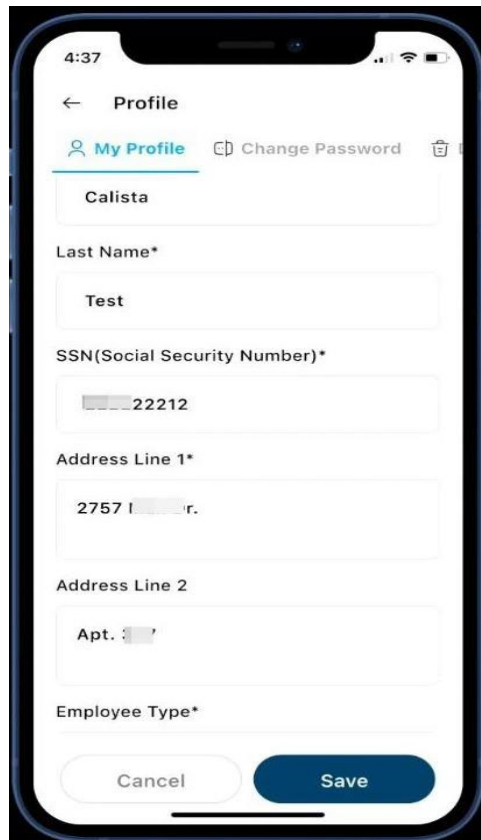 4:37
Profile
My Profile Change Password
Calista
Last Name*
Test
SSN(Social Security Number)*
22212
Address Line 1*
2757
Address Line 2
Apt.
Employee Type*
Cancel Save